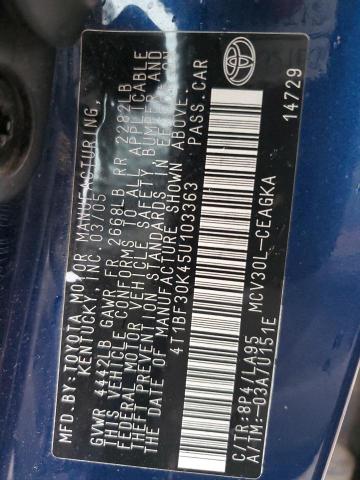 MFD.BY:TOYOTA MOTOR MANUFACTURING,
KENTUCKY, INC. 03/05
GVWR 4482LB GAWR FR 2668LB RR 2282LB
THIS VEHICLE CONFORMS TO ALL APPLICABLE
FEDERAL MOTOR VEHICLE SAFETY BUMPER, AND
THEFT PREVENTION STANDARDS IN EFFECT ON
THE DATE OF MANUFACTURE SHOWN ABOVE.
4T1BF30K45U103363 PASS.CAR
C/TR:8P4/LA95 MCV30L-CEAGKA
A/TM:-03A/U151E
14729